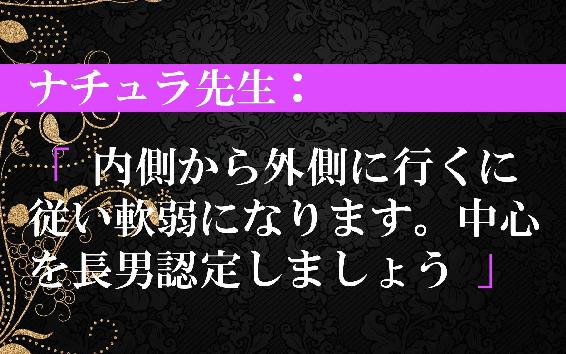 ナチュラ先生：
「 内側から外側に行くに
従い軟弱になります。中心
を長男認定しましょう 」